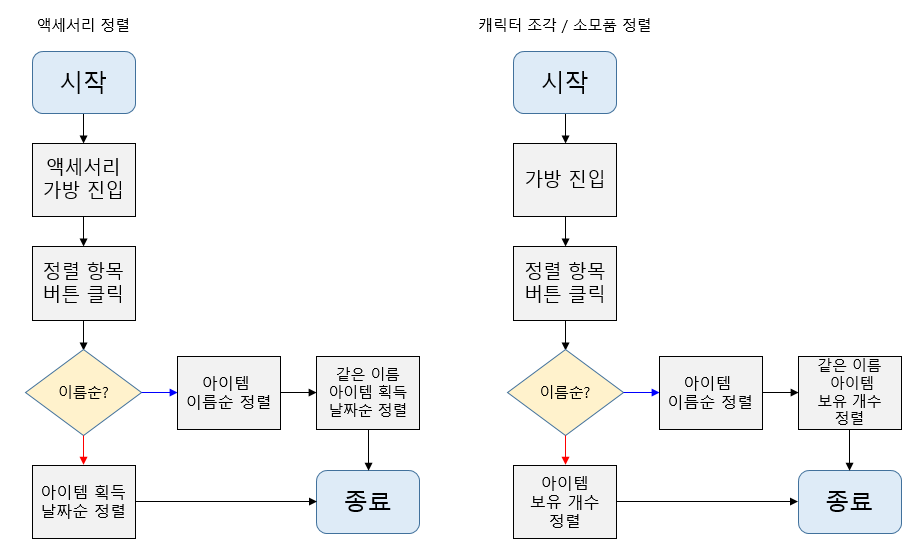 액세서리 정렬
시작
액세서리
가방 진입
정렬 항목
버튼 클릭
이름순?
아이템
이름순 정렬
같은 이름
아이템 획득
날짜순 정렬
아이템 획득
날짜순 정렬
종료
캐릭터 조각 / 소모품 정렬
시작
가방 진입
정렬 항목
버튼 클릭
이름순?
아이템
이름순 정렬
같은 이름
아이템
보유 개수
정렬
아이템
보유 개수
정렬
종료